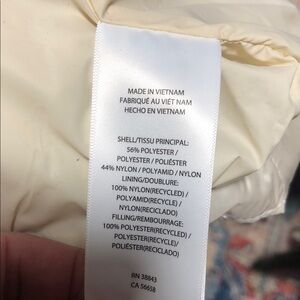 MADE IN VIETNAM
FABRIQUÉ AU VIÊT NAM
HECHO EN VIETNAM
SHELL/TISSU PRINCIPAL:
56% POLYESTER /
POLYESTER / POLIÉSTER
44% NYLON / POLYAMID / NYLON
LINING/DOUBLURE:
100% NYLON(RECYCLED) /
POLYAMID(RECYCLE) /
NYLON(RECICLADO)
FILLING/REMBOURRAGE:
100% POLYESTER(RECYCLED) /
POLYESTER(RECYCLE)/
POLIÉSTER(RECICLADO)
RN 38843
CA 56638